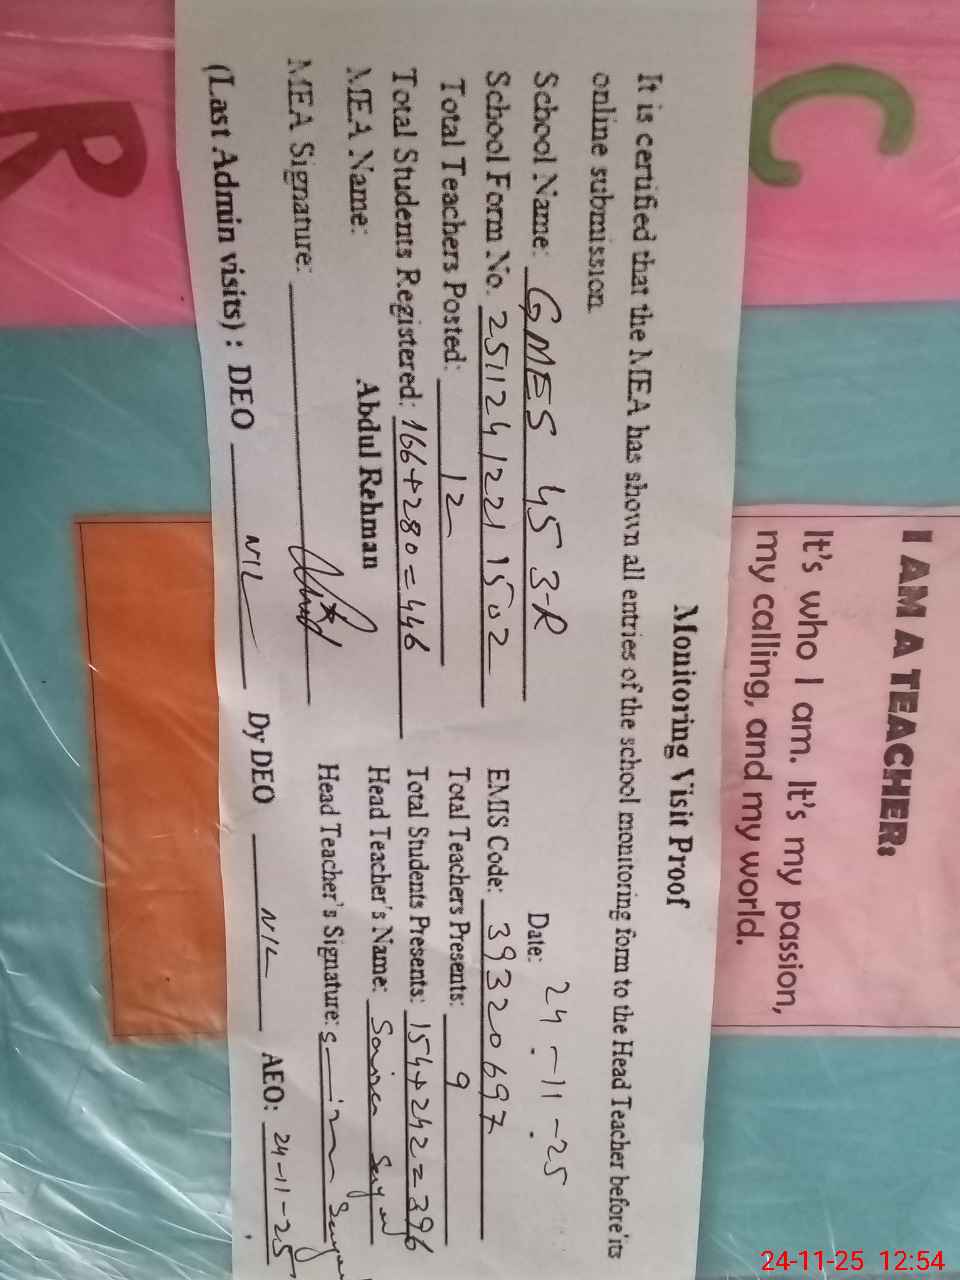 C
R
I AM A TEACHER:
It's who I am. It's my passion,
my calling, and my world.
Monitoring Visit Proof
It is certified that the MEA has shown all entries of the school monitoring form to the Head Teacher before its
online submission
Date: 24-11-25
School Name: GMES 45 3-R
School Form No. 25112412211502 EMIS Code: 39320697
Total Teachers Posted: 12 Total Teachers Presents: 9
Total Students Registered: 166+280=446 Total Students Presents: 154+242=396
MEA Name: Abdul Rehman Head Teacher's Name:
MEA Signature: Head Teacher's Signature:
(Last Admin visits) : DEO NIL Dy DEO NIL AEO: 24-11-25
24-11-25 12:54